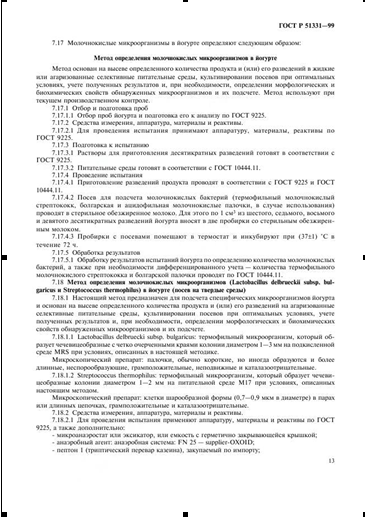 ГОСТ Р 51331—99
7.17 Молочнокислые микроорганизмы в йогурте определяют следующим образом:
Метод определения молочнокислых микроорганизмов в йогурте
Метод основан на высеве определенного количества продукта и (или) его разведений в жидкие
или агаризованные селективные питательные среды, культивировании посевов при оптимальных
условиях, учете полученных результатов и, при необходимости, определении морфологических и
биохимических свойств обнаруженных микроорганизмов и их подсчете. Метод используют при
текущем производственном контроле.
7.17.1 Отбор и подготовка проб
7.17.1.1 Отбор проб йогурта и подготовка его к анализу по ГОСТ 9225.
7.17.2 Средства измерения, аппаратура, материалы, реактивы.
7.17.2.1 Для проведения испытания принимают аппаратуру, материалы, реактивы по
ГОСТ 9225.
7.17.3 Подготовка к испытанию
7.17.3.1 Растворы для приготовления десятикратных разведений готовят в соответствии с
ГОСТ 9225.
7.17.3.2 Питательные среды готовят в соответствии с ГОСТ 10444.11.
7.17.4 Проведение испытания
7.17.4.1 Приготовление разведений продукта проводят в соответствии с ГОСТ 9225 и ГОСТ
10444.11.
7.17.4.2 Посев для подсчета молочнокислых бактерий (термофильный молочнокислый
стрептококк, болгарская и ацидофильная молочнокислые палочки, в случае использования)
проводят в стерильное обезжиренное молоко. Для этого по 1 см³ из шестого, седьмого, восьмого
и девятого десятикратных разведений йогурта вносят в две пробирки со стерильным обезжирен-
ным молоком.
7.17.4.3 Пробирки с посевами помещают в термостат и инкубируют при (37±1) °С в
течение 72 ч.
7.17.5 Обработка результатов
7.17.5.1 Обработку результатов испытаний йогурта по определению количества молочнокислых
бактерий, а также при необходимости дифференцированного учета — количества термофильного
молочнокислого стрептококка и болгарской палочки проводят по ГОСТ 10444.11.
7.18 Метод определения молочнокислых микроорганизмов (Lactobacillus delbrueckii subsp. bul-
garicus и Streptococcus thermophilus) в йогурте (посев на твердые среды)
7.18.1 Настоящий метод предназначен для подсчета специфических микроорганизмов йогурта
и основан на высеве определенного количества продукта и (или) его разведений на агаризованные
селективные питательные среды, культивировании посевов при оптимальных условиях, учете
полученных результатов и, при необходимости, определении морфологических и биохимических
свойств обнаруженных микроорганизмов и их подсчете.
7.18.1.1 Lactobacillus delbrueckii subsp. bulgaricus: термофильный микроорганизм, который об-
разует чечевицеобразные с четко очерченными краями колонии диаметром 1—3 мм на подкисленной
среде MRS при условиях, описанных в настоящей методике.
Микроскопический препарат: палочки, обычно короткие, но иногда образуются и более
длинные, неспорообразующие, грамположительные, неподвижные и каталазоотрицательные.
7.18.1.2 Streptococcus thermophilus: термофильный микроорганизм, который образует чечеви-
цеобразные колонии диаметром 1—2 мм на питательной среде М17 при условиях, описанных
настоящим методом.
Микроскопический препарат: клетки шарообразной формы (0,7—0,9 мкм в диаметре) в парах
или длинных цепочках, грамположительные и каталазоотрицательные.
7.18.2 Средства измерения, аппаратура, материалы и реактивы.
7.18.2.1 Для проведения испытания применяют аппаратуру, материалы и реактивы по ГОСТ
9225, а также дополнительно:
- микроанаэростат или эксикатор, или емкость с герметично закрывающейся крышкой;
- анаэробный агент: анаэробная система: FN 25 — supplier-OXOID;
- пептон 1 (триптический перевар казеина), закупаемый по импорту;
13